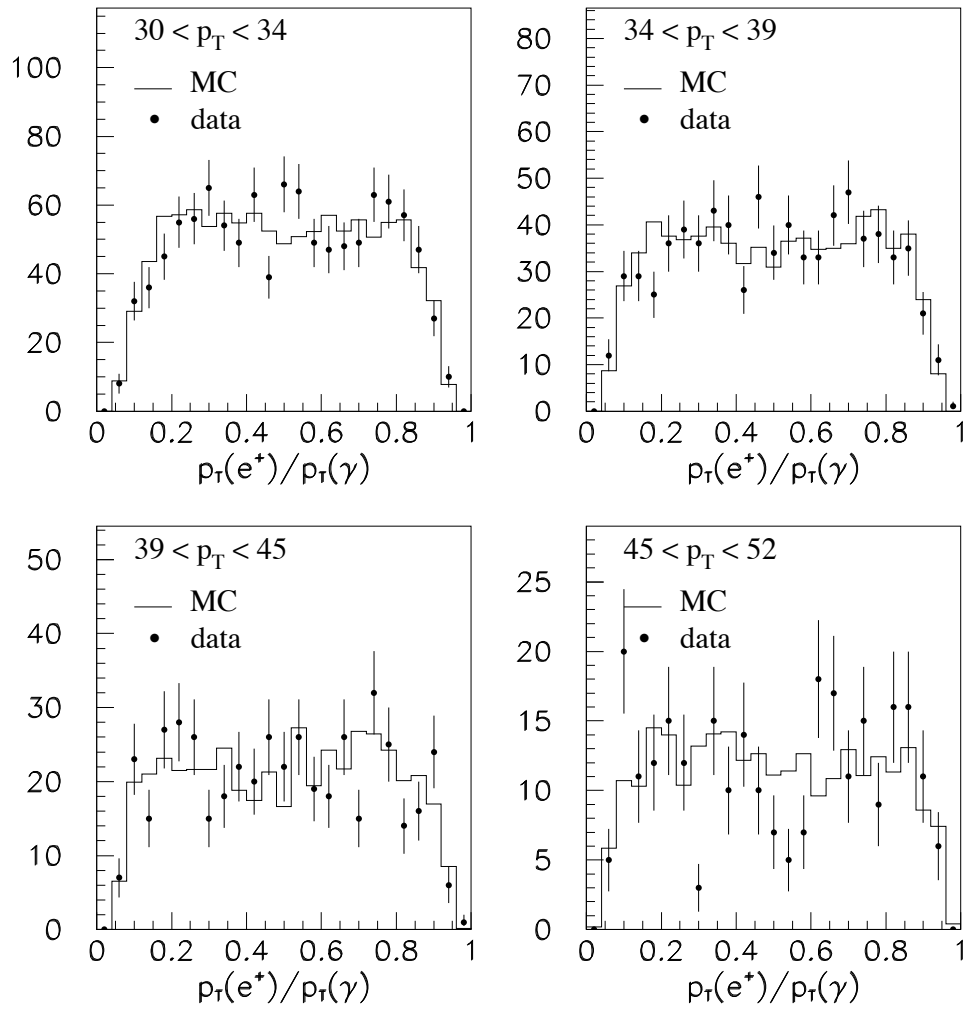 30 < p_T < 34
MC
data
100
80
60
40
20
0
0 0.2 0.4 0.6 0.8 1
p_T(e⁺)/p_T(γ)
34 < p_T < 39
MC
data
80
70
60
50
40
30
20
10
0
0 0.2 0.4 0.6 0.8 1
p_T(e⁺)/p_T(γ)
39 < p_T < 45
MC
data
50
40
30
20
10
0
0 0.2 0.4 0.6 0.8 1
p_T(e⁺)/p_T(γ)
45 < p_T < 52
MC
data
25
20
15
10
5
0
0 0.2 0.4 0.6 0.8 1
p_T(e⁺)/p_T(γ)